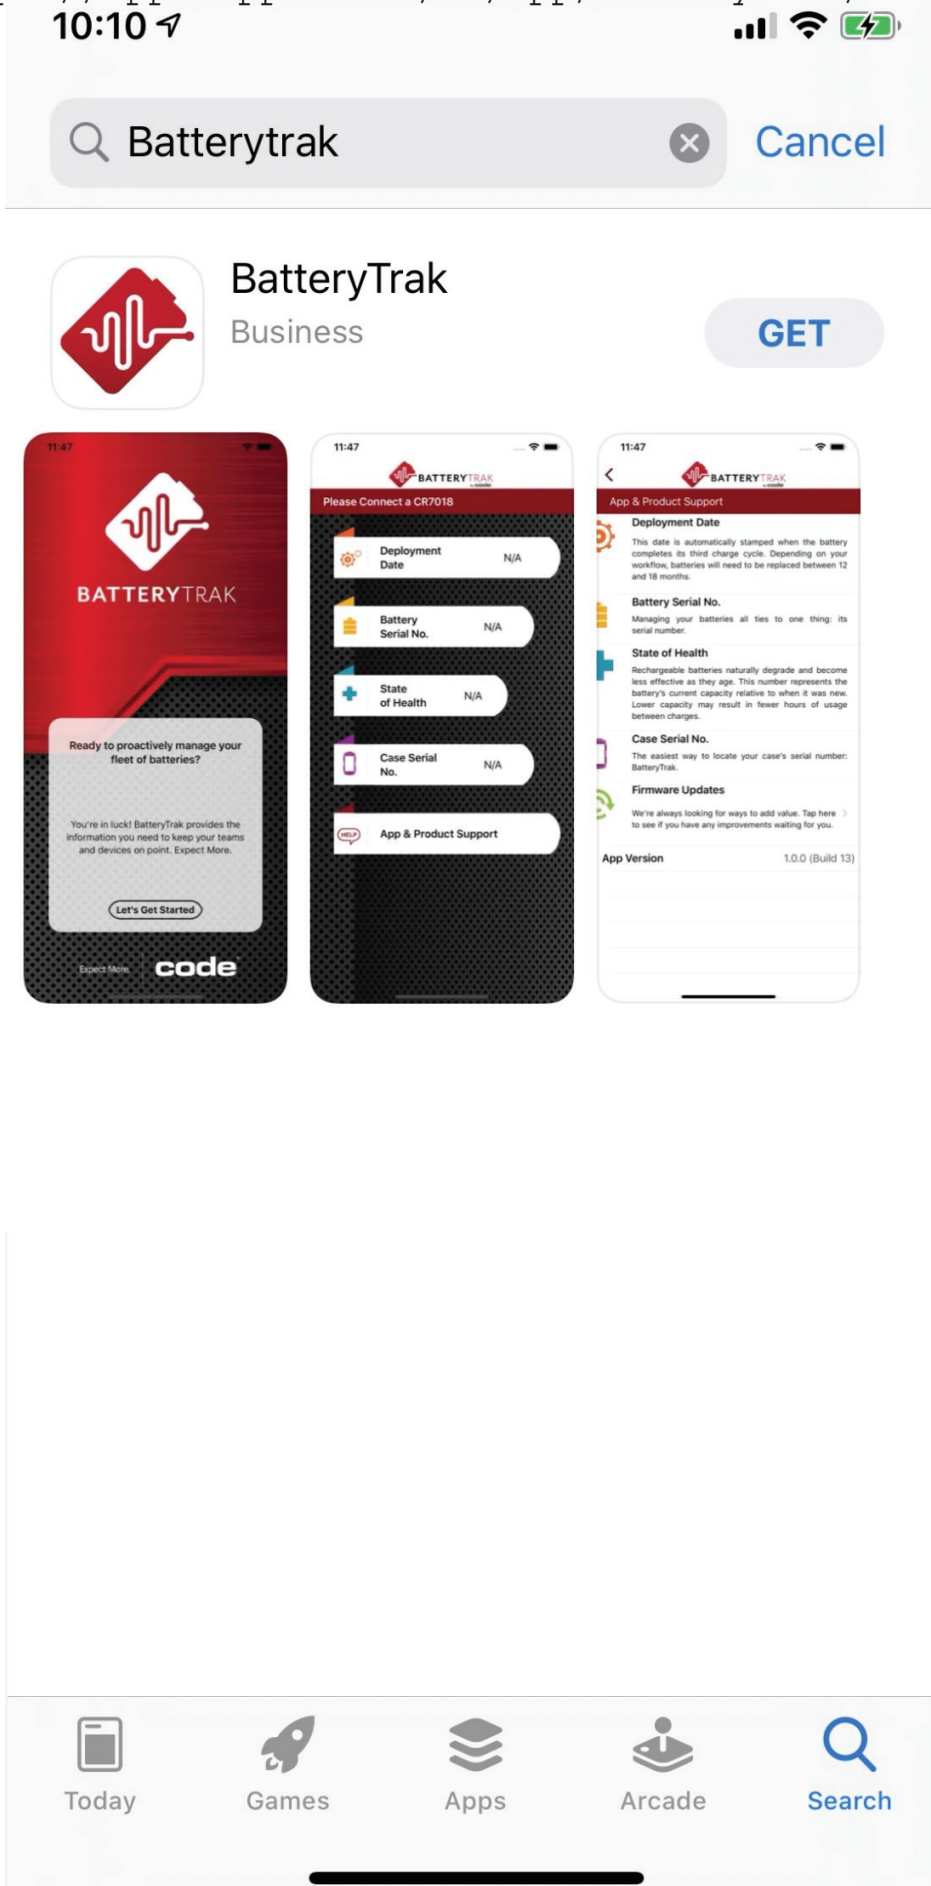 10:10
Batterytrak
Cancel
BatteryTrak
Business
GET
11:47
BATTERYTRAK
Ready to proactively manage your
fleet of batteries?
You're in luck! BatteryTrak provides the
information you need to keep your teams
and devices on point. Expect More.
Let's Get Started
Expect More.
code
11:47
BATTERYTRAK
by code
Please Connect a CR7018
Deployment
Date
N/A
Battery
Serial No.
N/A
State
of Health
N/A
Case Serial
No.
N/A
HELP
App & Product Support
11:47
BATTERYTRAK
by code
App & Product Support
Deployment Date
This date is automatically stamped when the battery
completes its third charge cycle. Depending on your
workflow, batteries will need to be replaced between 12
and 18 months.
Battery Serial No.
Managing your batteries all ties to one thing: its
serial number.
State of Health
Rechargeable batteries naturally degrade and become
less effective as they age. This number represents the
battery's current capacity relative to when it was new.
Lower capacity may result in fewer hours of usage
between charges.
Case Serial No.
The easiest way to locate your case's serial number:
BatteryTrak.
Firmware Updates
We're always looking for ways to add value. Tap here
to see if you have any improvements waiting for you.
App Version
1.0.0 (Build 13)
Today
Games
Apps
Arcade
Search